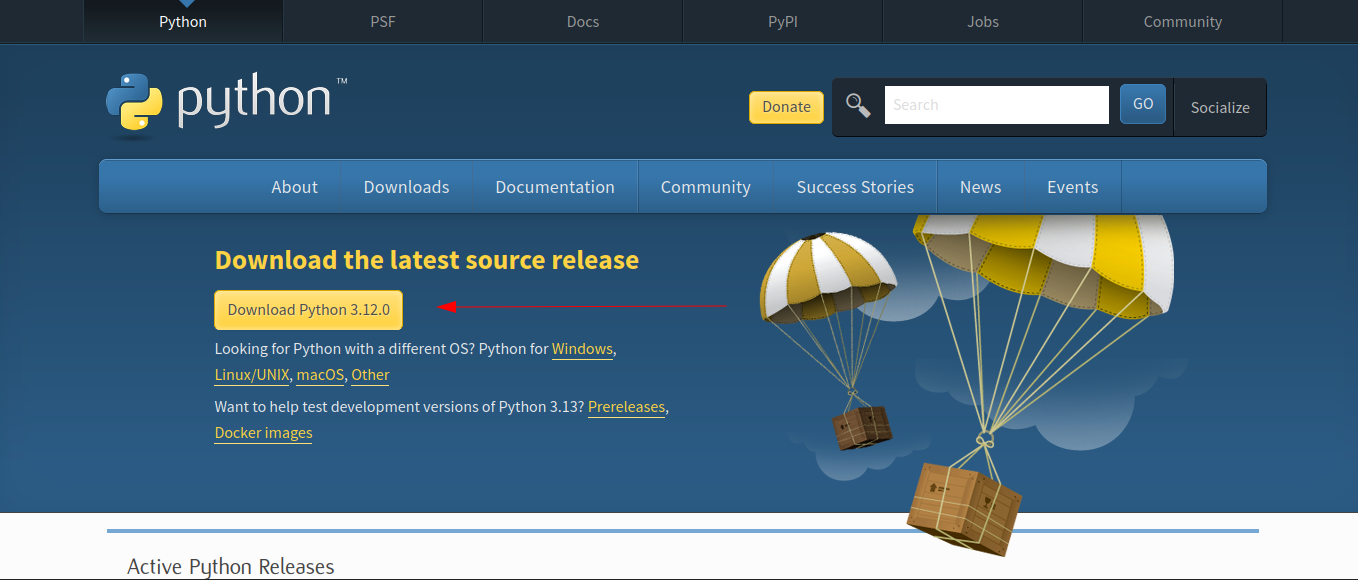 Python PSF Docs PyPI Jobs Community
python™
Donate Search GO Socialize
About Downloads Documentation Community Success Stories News Events
Download the latest source release
Download Python 3.12.0
Looking for Python with a different OS? Python for Windows,
Linux/UNIX, macOS, Other
Want to help test development versions of Python 3.13? Prereleases,
Docker images
Active Python Releases